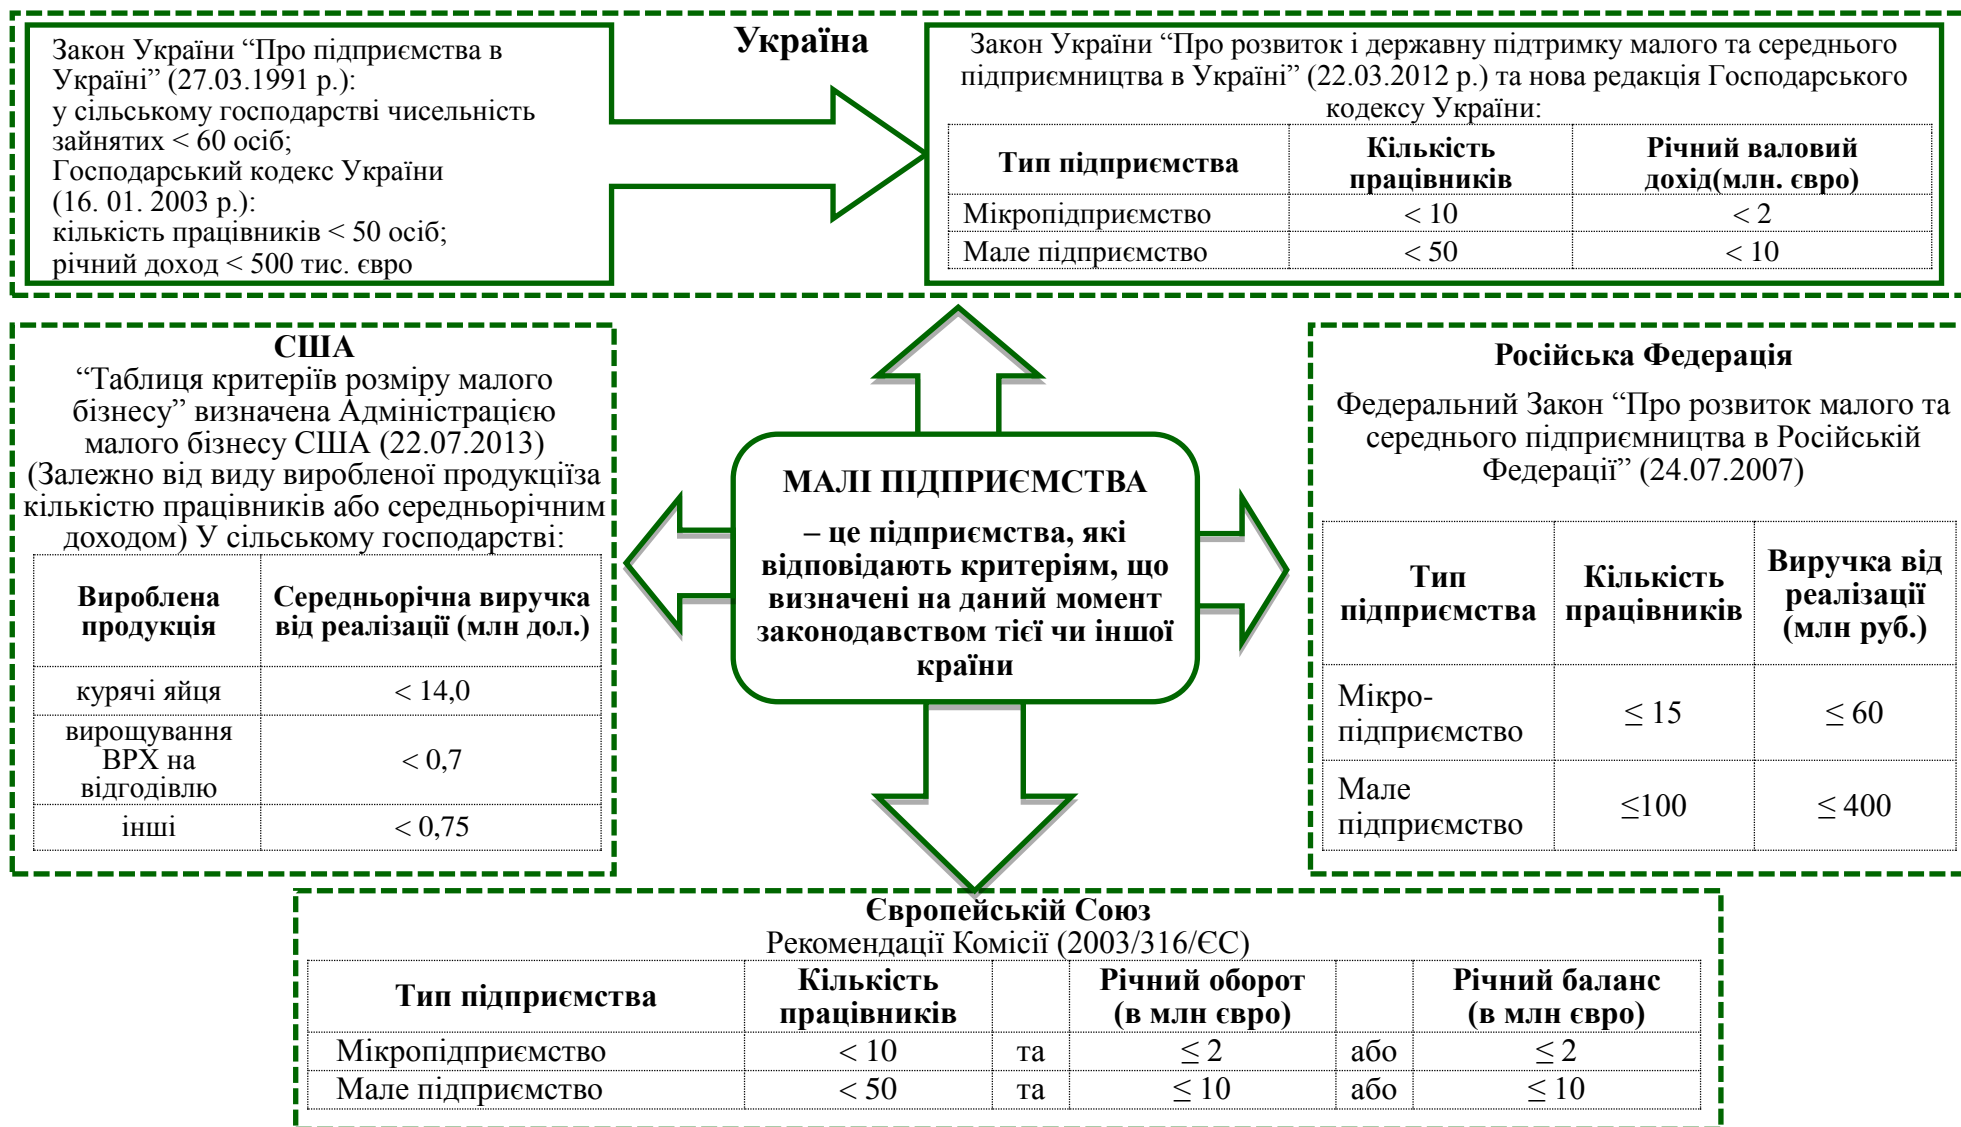 Україна
Закон України “Про підприємства в
Україні” (27.03.1991 р.):
у сільському господарстві чисельність
зайнятих < 60 осіб;
Господарський кодекс України
(16. 01. 2003 р.):
кількість працівників < 50 осіб;
річний доход < 500 тис. євро
Закон України “Про розвиток і державну підтримку малого та середнього
підприємництва в Україні” (22.03.2012 р.) та нова редакція Господарського
кодексу України:
Тип підприємства Кількість працівників Річний валовий дохід(млн. євро)
Мікропідприємство < 10 < 2
Мале підприємство < 50 < 10
США
“Таблиця критеріїв розміру малого
бізнесу” визначена Адміністрацією
малого бізнесу США (22.07.2013)
(Залежно від виду виробленої продукціїза
кількістю працівників або середньорічним
доходом) У сільському господарстві:
Вироблена продукція Середньорічна виручка від реалізації (млн дол.)
курячі яйця < 14,0
вирощування ВРХ на відгодівлю < 0,7
інші < 0,75
МАЛІ ПІДПРИЄМСТВА
– це підприємства, які
відповідають критеріям, що
визначені на даний момент
законодавством тієї чи іншої
країни
Російська Федерація
Федеральний Закон “Про розвиток малого та
середнього підприємництва в Російській
Федерації” (24.07.2007)
Тип підприємства Кількість працівників Виручка від реалізації (млн руб.)
Мікро-підприємство ≤ 15 ≤ 60
Мале підприємство ≤100 ≤ 400
Європейській Союз
Рекомендації Комісії (2003/316/ЄС)
Тип підприємства Кількість працівників Річний оборот (в млн євро) Річний баланс (в млн євро)
Мікропідприємство < 10 та ≤ 2 або ≤ 2
Мале підприємство < 50 та ≤ 10 або ≤ 10